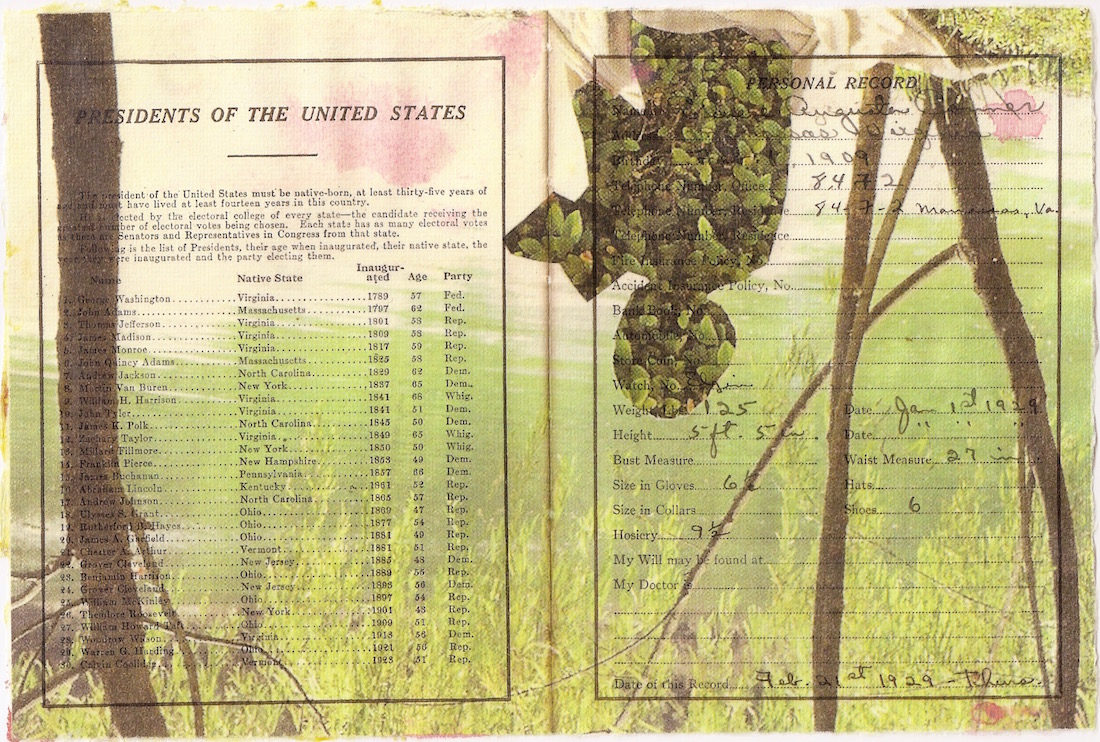 PRESIDENTS OF THE UNITED STATES
The president of the United States must be native-born, at least thirty-five years of
must have lived at least fourteen years in this country.
He is elected by the electoral college of every state—the candidate receiving the
greatest number of electoral votes being chosen. Each state has as many electoral votes
as there are Senators and Representatives in Congress from that state.
Following is the list of Presidents, their age when inaugurated, their native state, the
year they were inaugurated and the party electing them.
Name Native State Inaugur-ated Age Party
1. George Washington Virginia 1789 57 Fed.
2. John Adams Massachusetts 1797 62 Fed.
3. Thomas Jefferson Virginia 1801 58 Rep.
4. James Madison Virginia 1809 58 Rep.
5. James Monroe Virginia 1817 59 Rep.
6. John Quincy Adams Massachusetts 1825 58 Rep.
7. Andrew Jackson North Carolina 1829 62 Dem.
8. Martin Van Buren New York 1837 55 Dem.
9. William H. Harrison Virginia 1841 68 Whig.
10. John Tyler Virginia 1841 51 Dem.
11. James K. Polk North Carolina 1845 50 Dem.
12. Zachary Taylor Virginia 1849 65 Whig.
13. Millard Fillmore New York 1850 50 Whig.
14. Franklin Pierce New Hampshire 1853 49 Dem.
15. James Buchanan Pennsylvania 1857 66 Dem.
16. Abraham Lincoln Kentucky 1861 52 Rep.
17. Andrew Johnson North Carolina 1865 57 Rep.
18. Ulysses S. Grant Ohio 1869 47 Rep.
19. Rutherford B. Hayes Ohio 1877 54 Rep.
20. James A. Garfield Ohio 1881 49 Rep.
21. Chester A. Arthur Vermont 1881 51 Rep.
22. Grover Cleveland New Jersey 1885 48 Dem.
23. Benjamin Harrison Ohio 1889 55 Rep.
24. Grover Cleveland New Jersey 1893 56 Dem.
25. William McKinley Ohio 1897 54 Rep.
26. Theodore Roosevelt New York 1901 43 Rep.
27. William Howard Taft Ohio 1909 51 Rep.
28. Woodrow Wilson Virginia 1913 56 Dem.
29. Warren G. Harding Ohio 1921 56 Rep.
30. Calvin Coolidge Vermont 1923 51 Rep.
PERSONAL RECORD
Name Augusta
Virginia
Birthday 1909
Telephone Number, Office 8472
Telephone Number, Residence 84-7-2 Manassas, Va.
Telephone Number, Residence
Fire Insurance Policy, No.
Accident Insurance Policy, No.
Bank Book, No.
Automobile, No.
Store Coin, No.
Watch, No.
Weight 125 Date Jan 1st 1929
Height 5 ft. 5 in. Date " " "
Bust Measure Waist Measure 27 in
Size in Gloves 6 Hats
Size in Collars Shoes 6
Hosiery 9½
My Will may be found at
My Doctor is
Date of this Record Feb. 21st 1929 - Thurs.